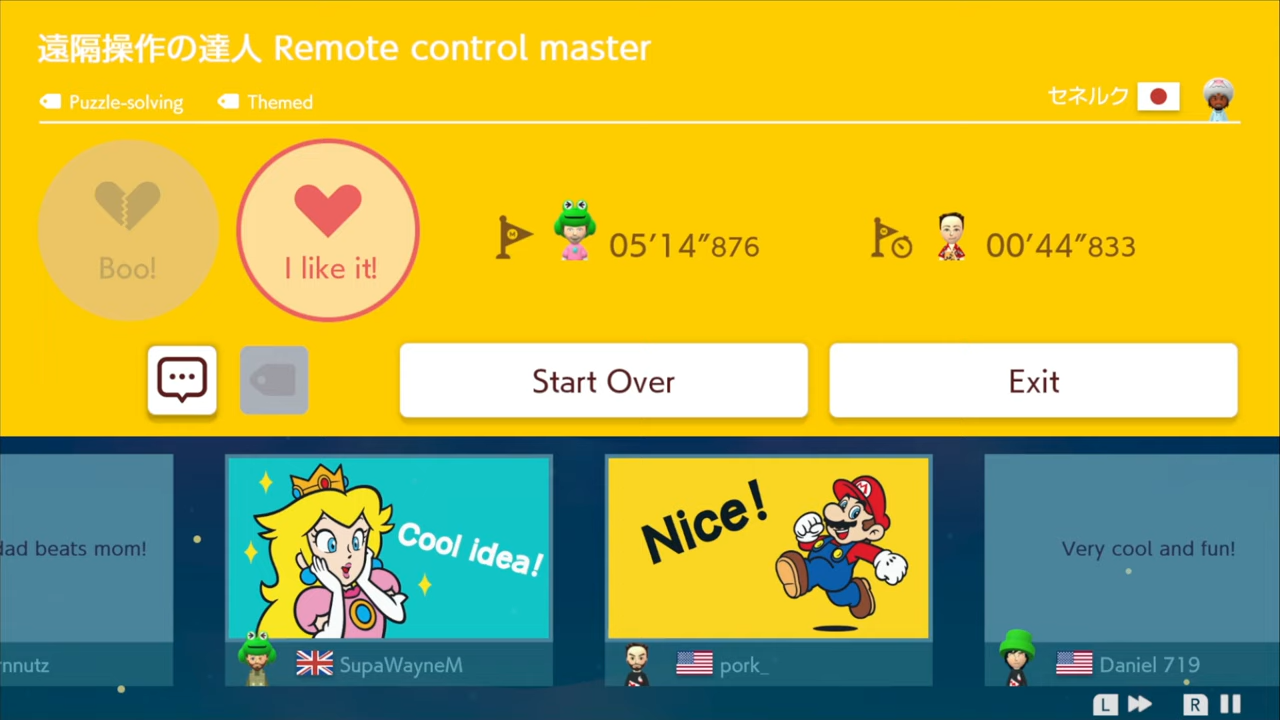 遠隔操作の達人 Remote control master
Puzzle-solving Themed
セネルク
Boo!
I like it!
05'14"876
00'44"833
Start Over
Exit
dad beats mom!
Cool idea!
Nice!
Very cool and fun!
rnnutz
SupaWayneM
pork_
Daniel 719
L R